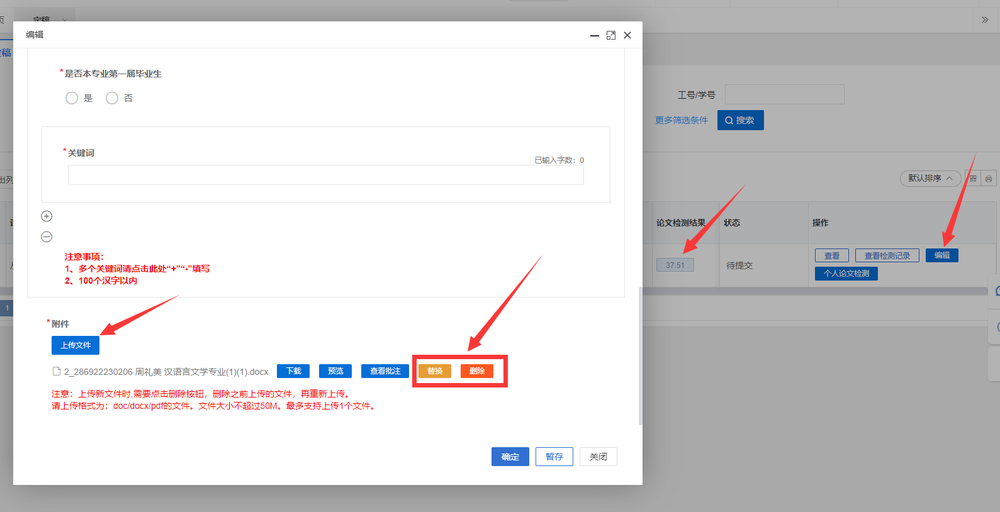 页
定稿
编辑
定稿
*是否本专业第一届毕业生
是 否
工号/学号
更多筛选条件
搜索
*关键词
已输入字数：0
出列
默认排序
论文检测结果
状态
操作
37.51
待提交
查看
查看检测记录
编辑
个人论文检测
注意事项：
1、多个关键词请点击此处“+”“-”填写
2、100个汉字以内
1
*附件
上传文件
2_286922230206 周礼美 汉语言文学专业(1)(1).docx
下载
预览
查看批注
替换
删除
注意：上传新文件时,需要点击删除按钮，删除之前上传的文件，再重新上传。
请上传格式为：doc/docx/pdf的文件。文件大小不超过50M。最多支持上传1个文件。
确定
暂存
关闭